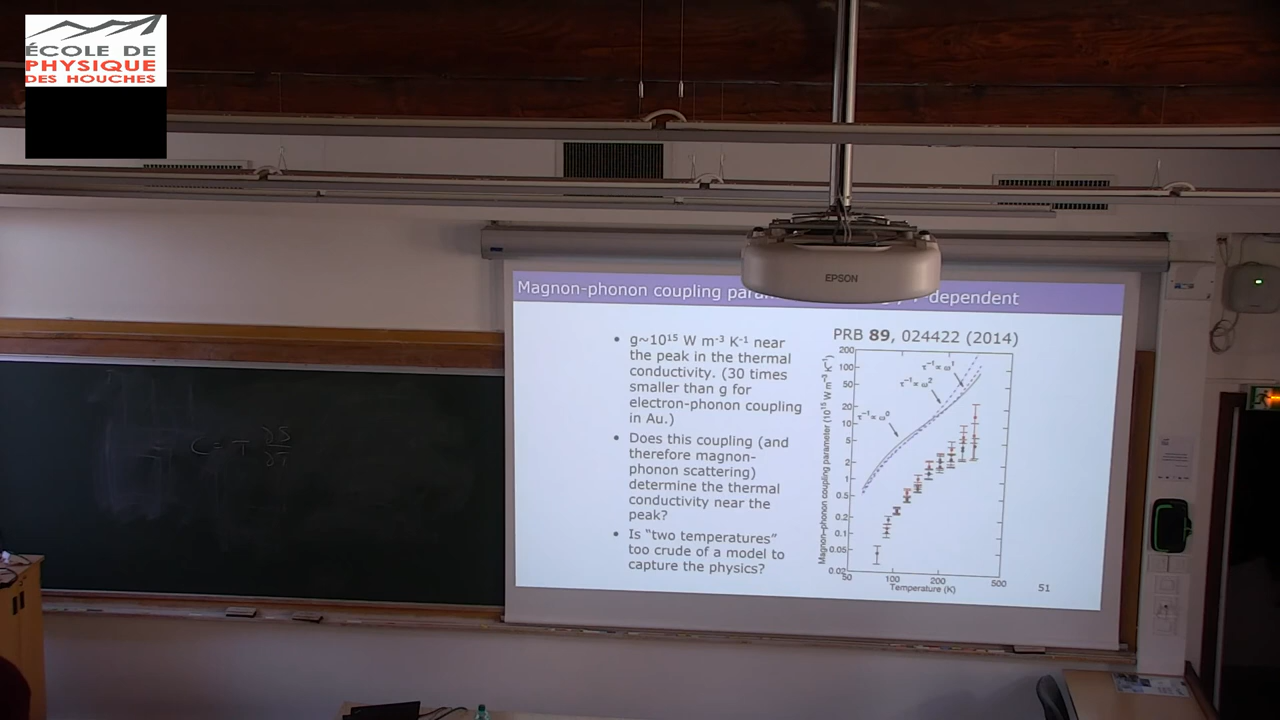 ÉCOLE DE
PHYSIQUE
DES HOUCHES
EPSON
Magnon-phonon coupling dependent
• g~10¹⁵ W m⁻³ K⁻¹ near
the peak in the thermal
conductivity. (30 times
smaller than g for
electron-phonon coupling
in Au.)
• Does this coupling (and
therefore magnon-
phonon scattering)
determine the thermal
conductivity near the
peak?
• Is “two temperatures”
too crude of a model to
capture the physics?
PRB 89, 024422 (2014)
Magnon–phonon coupling parameter (10¹⁵ W m⁻³ K⁻¹)
200
100
50
20
10
5
2
1
0.5
0.2
0.1
0.05
0.02
τ⁻¹∝ω¹
τ⁻¹∝ω²
τ⁻¹∝ω⁰
50 100 200 500
Temperature (K)
51
C = T ∂S/∂T